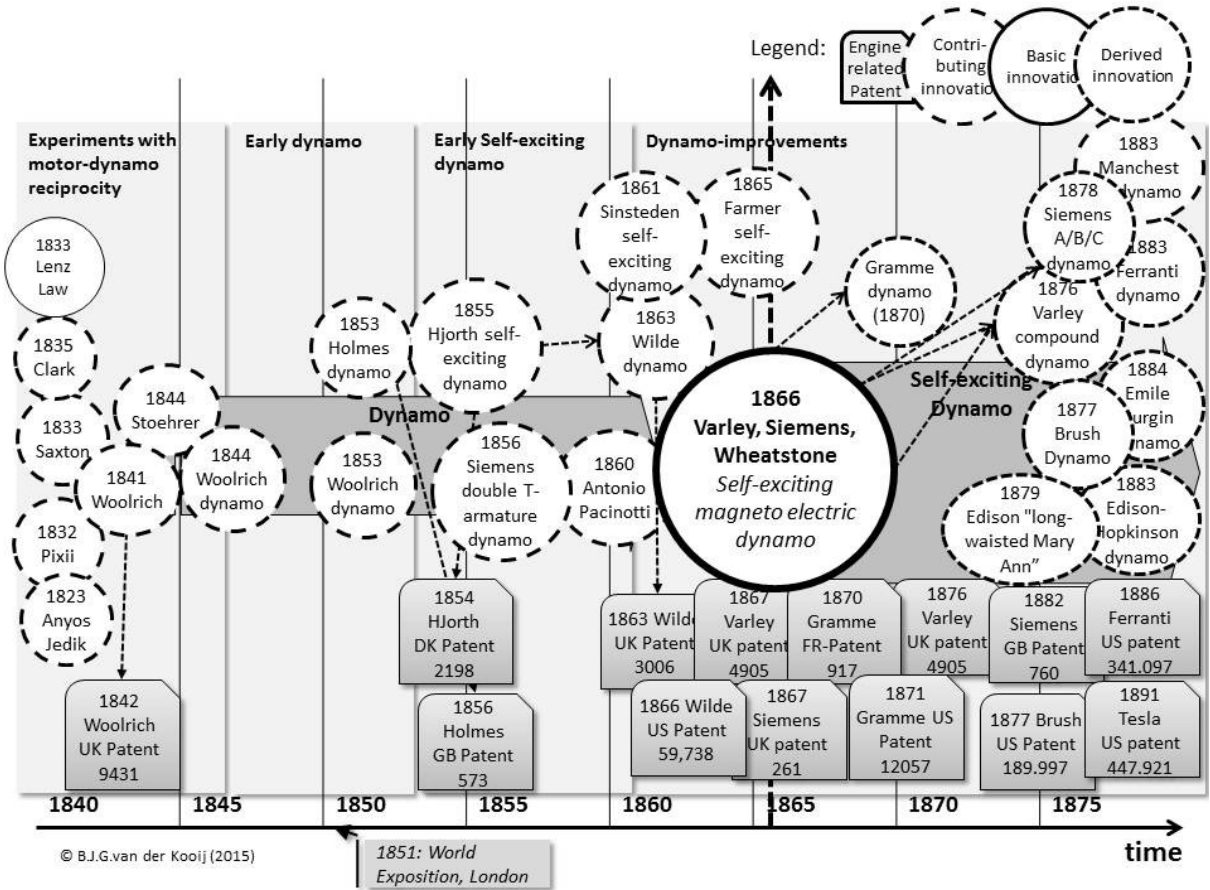 Legend:
Engine
related
Patent
Contri-
buting
innovatio
Basic
innovatio
Derived
innovation
Experiments with
motor-dynamo
reciprocity
Early dynamo
Early Self-exciting
dynamo
Dynamo-improvements
1833
Lenz
Law
1835
Clark
1833
Saxton
1832
Pixii
1823
Anyos
Jedik
1844
Stoehrer
1841
Woolrich
1844
Woolrich
dynamo
1853
Holmes
dynamo
1853
Woolrich
dynamo
Dynamo
1855
Hjorth self-
exciting
dynamo
1856
Siemens
double T-
armature
dynamo
1861
Sinsteden
self-
exciting
dynamo
1863
Wilde
dynamo
1860
Antonio
Pacinotti
1865
Farmer
self-
exciting
dynamo
1866
Varley, Siemens,
Wheatstone
Self-exciting
magneto electric
dynamo
Gramme
dynamo
(1870)
Self-exciting
Dynamo
1883
Manchest
dynamo
1878
Siemens
A/B/C
dynamo
1883
Ferranti
dynamo
1876
Varley
compound
dynamo
1884
Emile
urgin
ynamo
1877
Brush
Dynamo
1879
Edison "long-
waisted Mary
Ann”
1883
Edison-
Hopkinson
dynamo
1842
Woolrich
UK Patent
9431
1854
HJorth
DK Patent
2198
1856
Holmes
GB Patent
573
1863 Wilde
UK Patent
3006
1866 Wilde
US Patent
59,738
1867
Varley
UK patent
4905
1867
Siemens
UK patent
261
1870
Gramme
FR-Patent
917
1871
Gramme US
Patent
12057
1876
Varley
UK patent
4905
1882
Siemens
GB Patent
760
1877 Brush
US Patent
189.997
1886
Ferranti
US patent
341.097
1891
Tesla
US patent
447.921
1840
1845
1850
1855
1860
1865
1870
1875
time
© B.J.G.van der Kooij (2015)
1851: World
Exposition, London